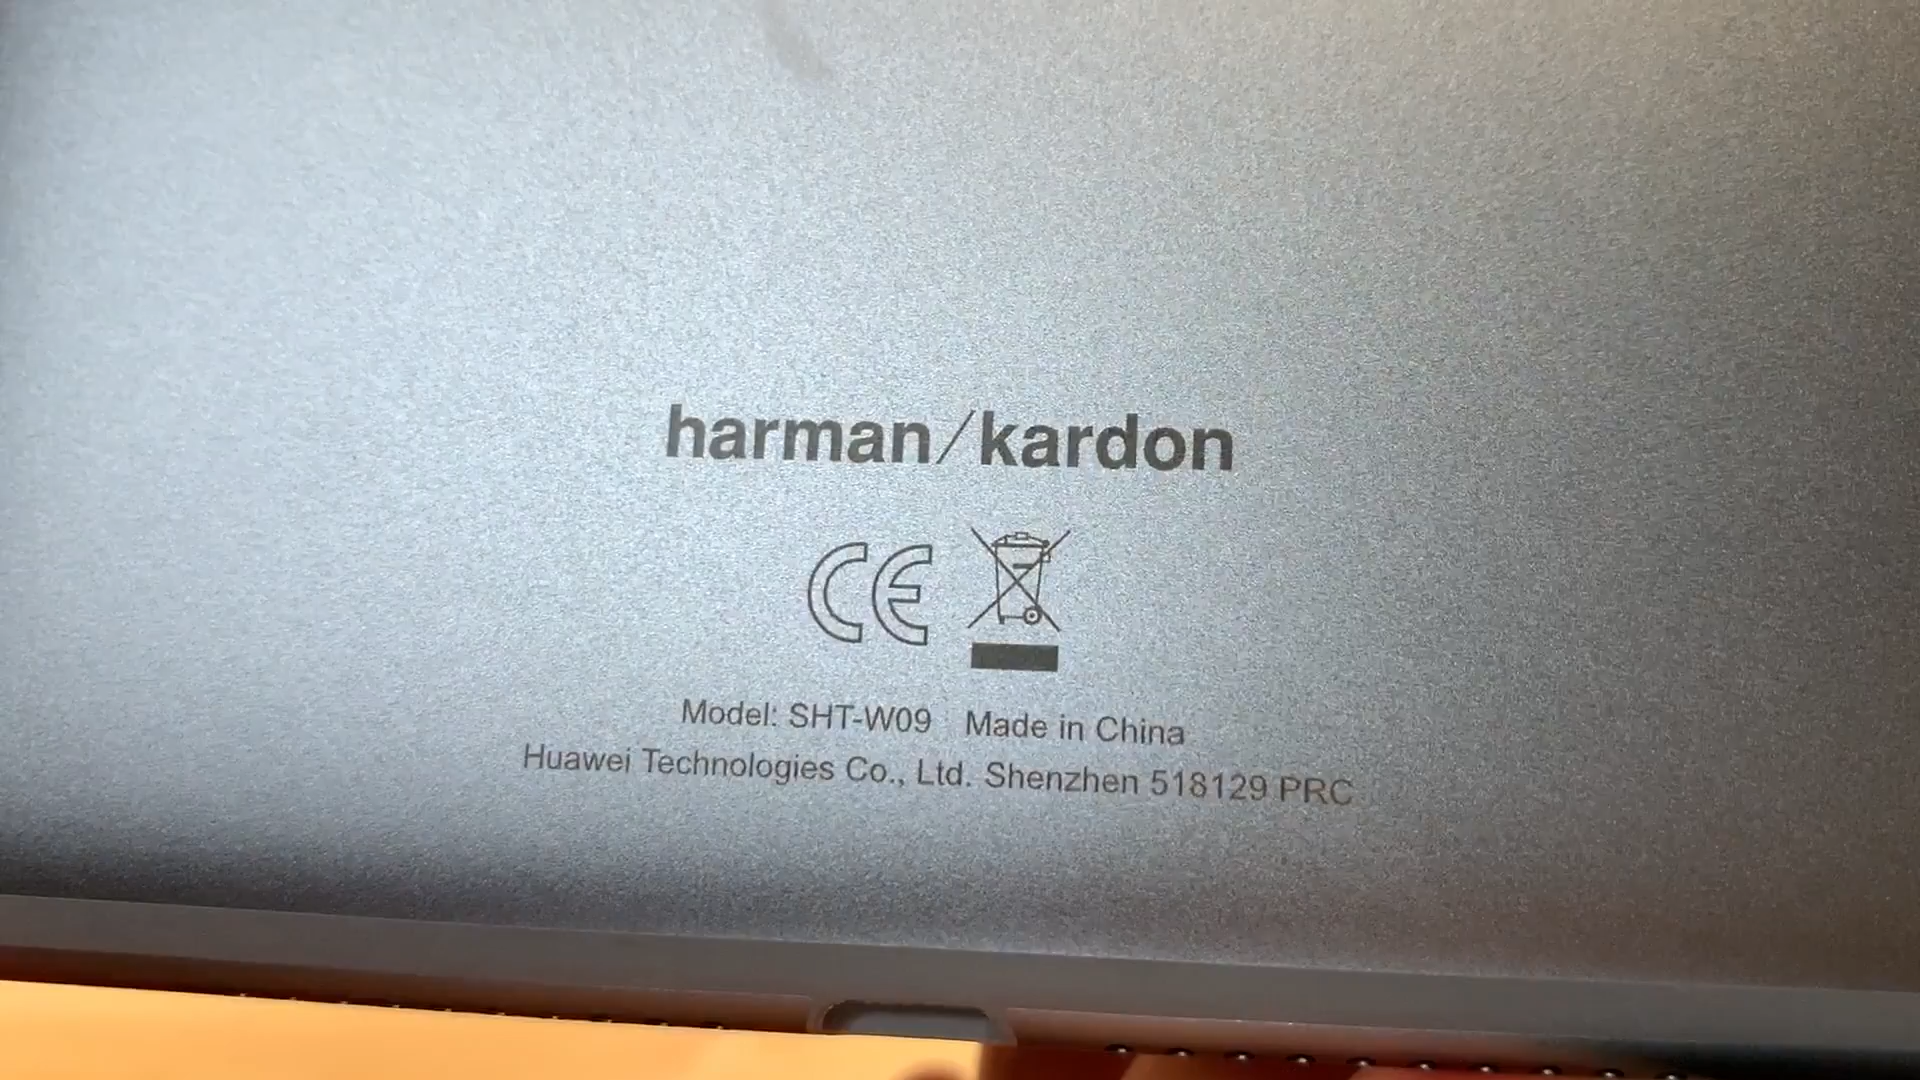 harman/kardon
CE
Model: SHT-W09 Made in China
Huawei Technologies Co., Ltd. Shenzhen 518129 PRC